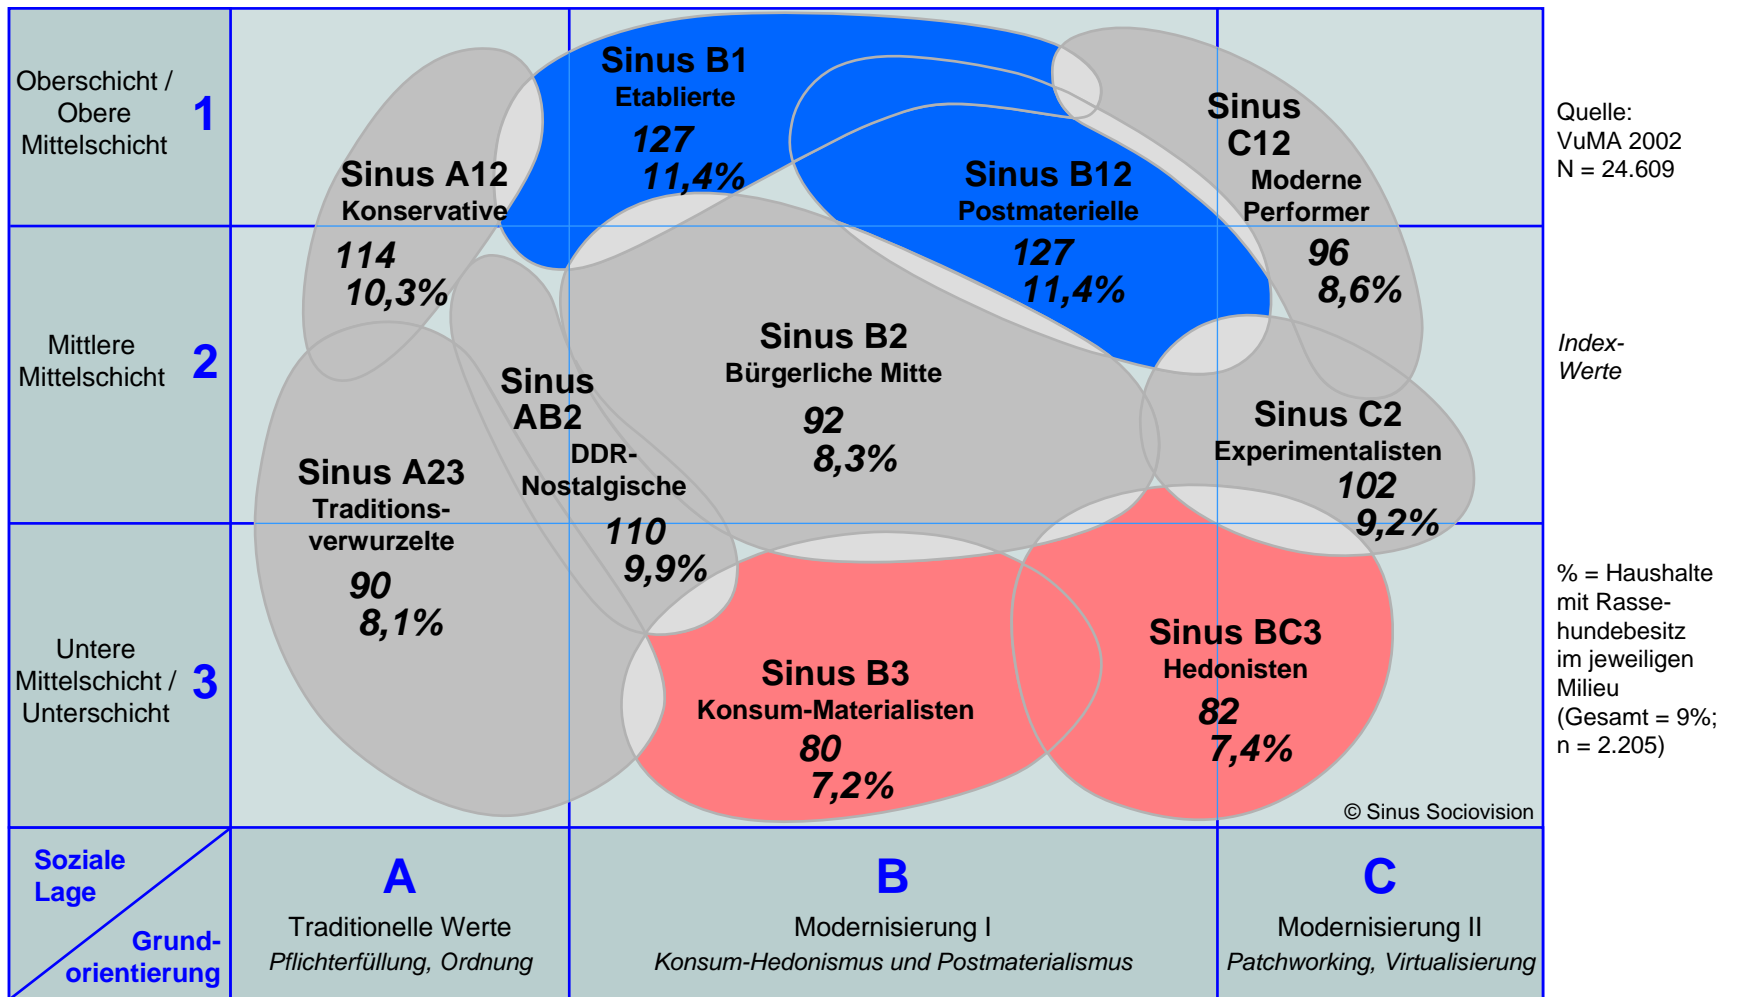 Oberschicht /
Obere
Mittelschicht
1
Mittlere
Mittelschicht
2
Untere
Mittelschicht /
Unterschicht
3
Sinus B1
Etablierte
127
11,4%
Sinus A12
Konservative
114
10,3%
Sinus B12
Postmaterielle
127
11,4%
Sinus
C12
Moderne
Performer
96
8,6%
Sinus B2
Bürgerliche Mitte
92
8,3%
Sinus
AB2
DDR-
Nostalgische
110
9,9%
Sinus A23
Traditions-
verwurzelte
90
8,1%
Sinus C2
Experimentalisten
102
9,2%
Sinus B3
Konsum-Materialisten
80
7,2%
Sinus BC3
Hedonisten
82
7,4%
© Sinus Sociovision
Quelle:
VuMA 2002
N = 24.609
Index-
Werte
% = Haushalte
mit Rasse-
hundebesitz
im jeweiligen
Milieu
(Gesamt = 9%;
n = 2.205)
Soziale
Lage
Grund-
orientierung
A
Traditionelle Werte
Pflichterfüllung, Ordnung
B
Modernisierung I
Konsum-Hedonismus und Postmaterialismus
C
Modernisierung II
Patchworking, Virtualisierung